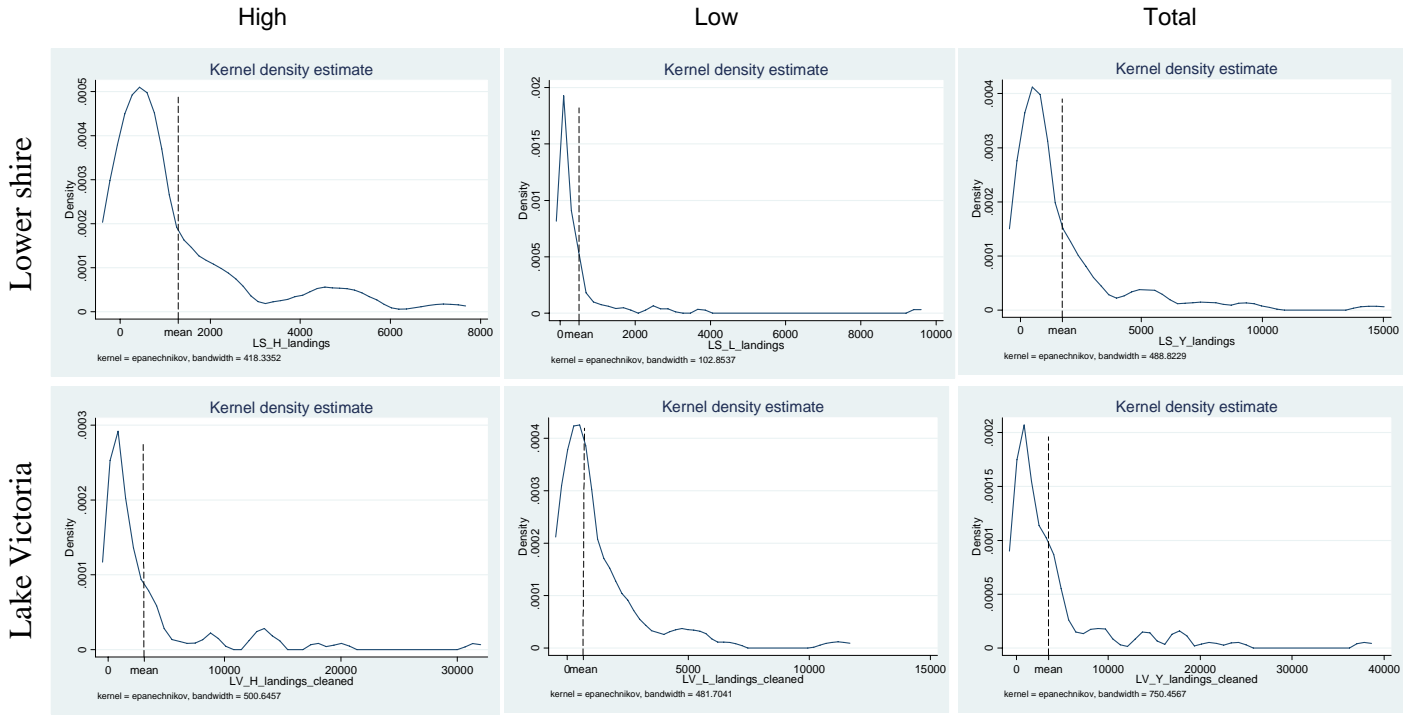 High
Low
Total
Lower shire
Kernel density estimate
Density
0 .0001 .0002 .0003 .0004 .0005
0 mean 2000 4000 6000 8000
LS_H_landings
kernel = epanechnikov, bandwidth = 418.3352
Kernel density estimate
Density
0 .0005 .001 .0015 .002
0 mean 2000 4000 6000 8000 10000
LS_L_landings
kernel = epanechnikov, bandwidth = 102.8537
Kernel density estimate
Density
0 .0001 .0002 .0003 .0004
0 mean 5000 10000 15000
LS_Y_landings
kernel = epanechnikov, bandwidth = 488.8229
Lake Victoria
Kernel density estimate
Density
0 .0001 .0002 .0003
0 mean 10000 20000 30000
LV_H_landings_cleaned
kernel = epanechnikov, bandwidth = 500.6457
Kernel density estimate
Density
0 .0001 .0002 .0003 .0004
0 mean 5000 10000 15000
LV_L_landings_cleaned
kernel = epanechnikov, bandwidth = 481.7041
Kernel density estimate
Density
0 .00005 .0001 .00015 .0002
0 mean 10000 20000 30000 40000
LV_Y_landings_cleaned
kernel = epanechnikov, bandwidth = 750.4567